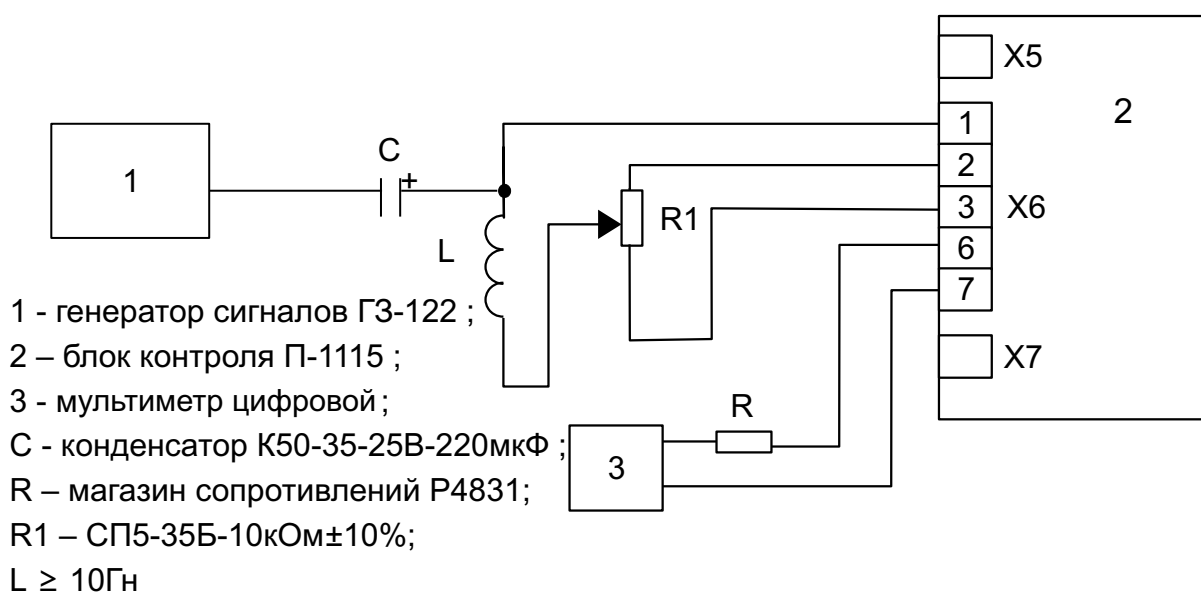 X5
2
1
C
1
2
+
3
X6
R1
6
L
7
1 - генератор сигналов ГЗ-122 ;
2 – блок контроля П-1115 ;
X7
3 - мультиметр цифровой;
R
C - конденсатор К50-35-25В-220мкФ ;
3
R – магазин сопротивлений Р4831;
R1 – СП5-35Б-10кОм±10%;
L ≥ 10Гн